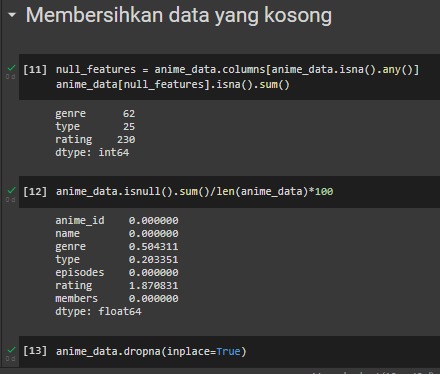 Membersihkan data yang kosong
[11] null_features = anime_data.columns[anime_data.isna().any()]
anime_data[null_features].isna().sum()
genre 62
type 25
rating 230
dtype: int64
[12] anime_data.isnull().sum()/len(anime_data)*100
anime_id 0.000000
name 0.000000
genre 0.504311
type 0.203351
episodes 0.000000
rating 1.870831
members 0.000000
dtype: float64
[13] anime_data.dropna(inplace=True)